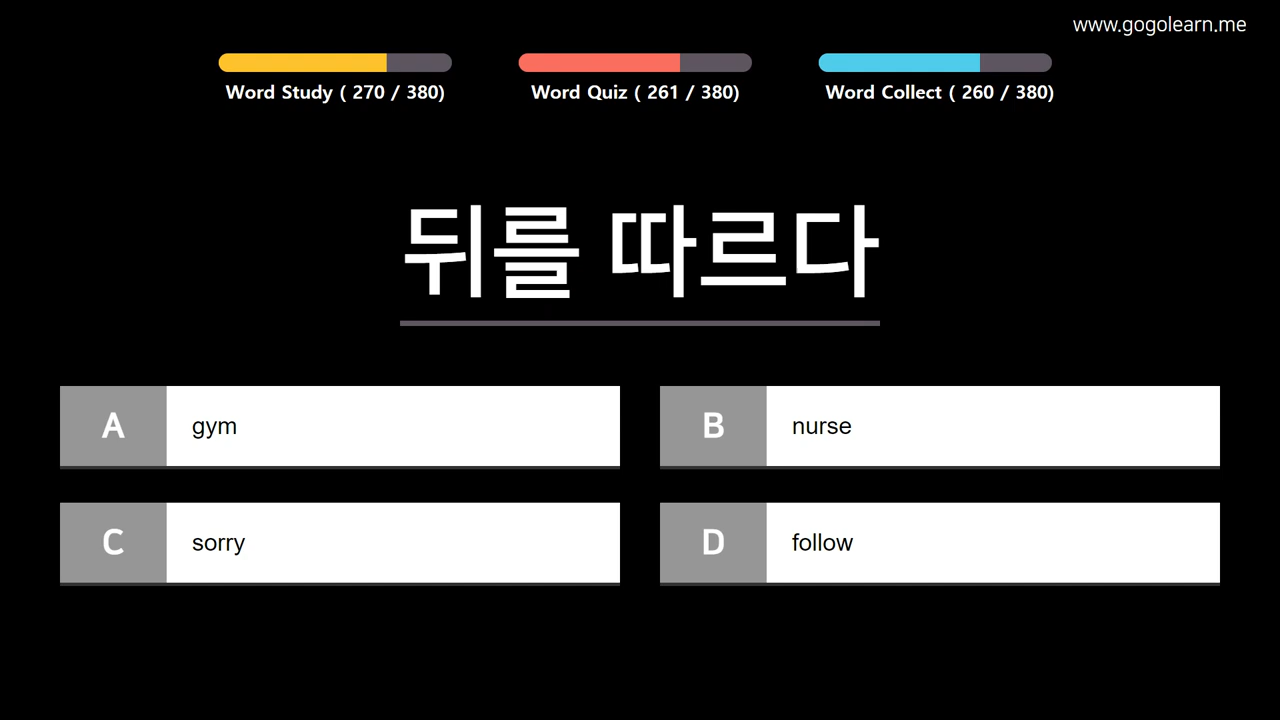 www.gogolearn.me
Word Study ( 270 / 380)
Word Quiz ( 261 / 380)
Word Collect ( 260 / 380)
뒤를 따르다
A gym
B nurse
C sorry
D follow